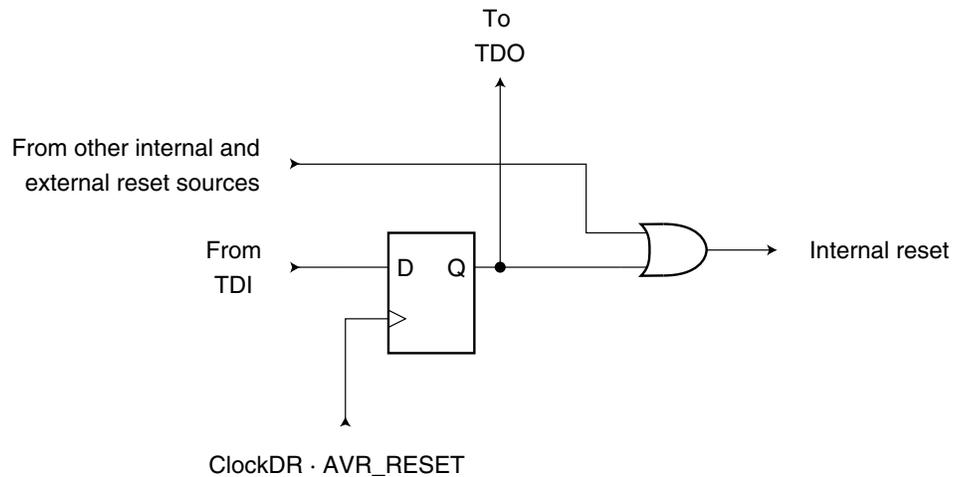 To
TDO
From other internal and
external reset sources
From
TDI
D
Q
Internal reset
ClockDR · AVR_RESET